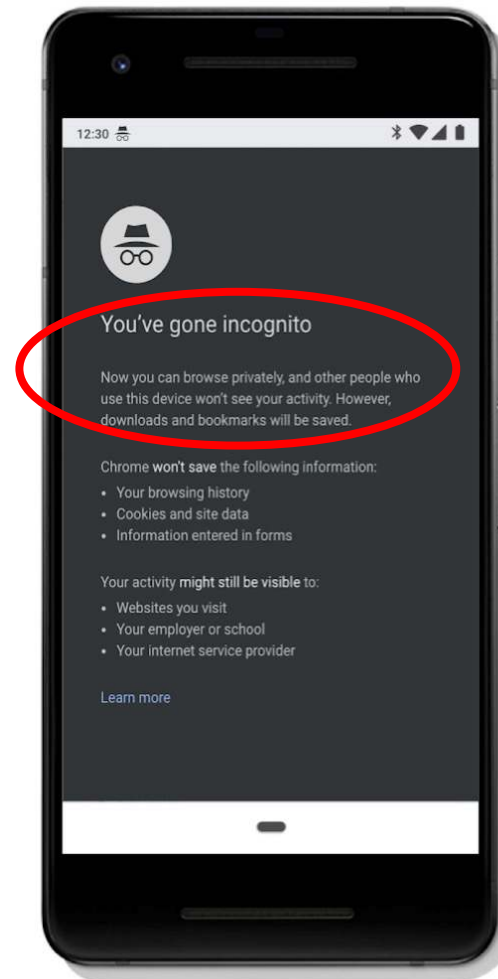 12:30
You've gone incognito
Now you can browse privately, and other people who
use this device won't see your activity. However,
downloads and bookmarks will be saved.
Chrome won't save the following information:
• Your browsing history
• Cookies and site data
• Information entered in forms
Your activity might still be visible to:
• Websites you visit
• Your employer or school
• Your internet service provider
Learn more